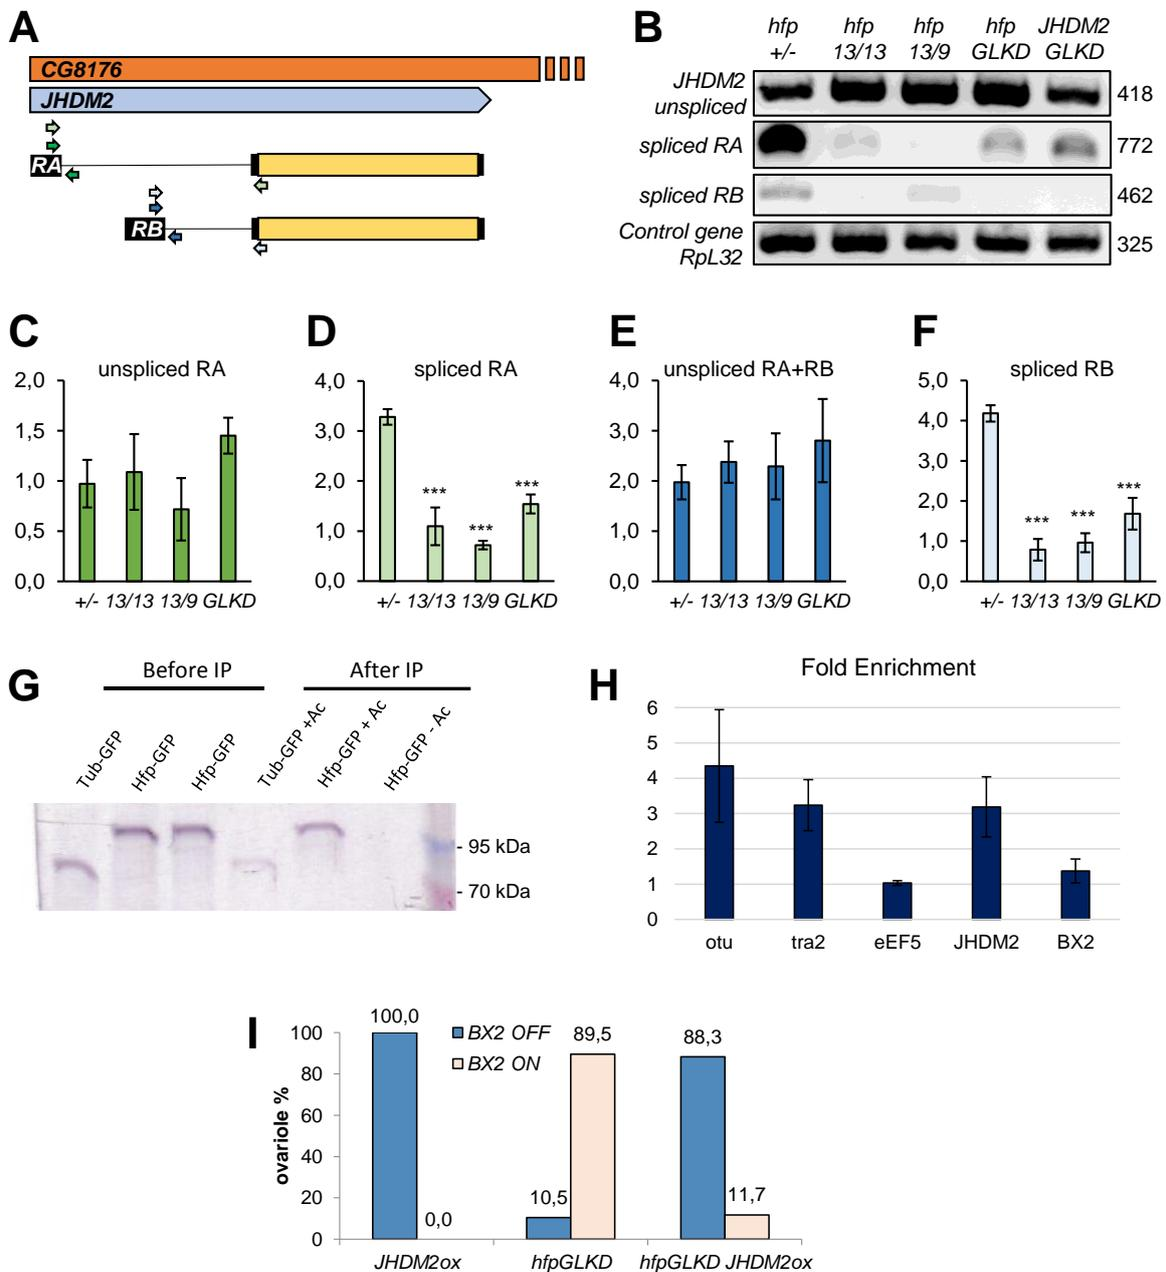 A
CG8176
JHDM2
RA
RB
B
hfp +/-
hfp 13/13
hfp 13/9
hfp GLKD
JHDM2 GLKD
JHDM2 unspliced
418
spliced RA
772
spliced RB
462
Control gene RpL32
325
C
unspliced RA
2,0
1,5
1,0
0,5
0,0
+/- 13/13 13/9 GLKD
D
spliced RA
4,0
3,0
2,0
1,0
0,0
***
***
***
+/- 13/13 13/9 GLKD
E
unspliced RA+RB
4,0
3,0
2,0
1,0
0,0
+/- 13/13 13/9 GLKD
F
spliced RB
5,0
4,0
3,0
2,0
1,0
0,0
***
***
***
+/- 13/13 13/9 GLKD
G
Before IP
After IP
Tub-GFP
Hfp-GFP
Hfp-GFP
Tub-GFP +Ac
Hfp-GFP + Ac
Hfp-GFP - Ac
- 95 kDa
- 70 kDa
H
Fold Enrichment
6
5
4
3
2
1
0
otu
tra2
eEF5
JHDM2
BX2
I
BX2 OFF
BX2 ON
ovariole %
100
80
60
40
20
0
100,0
0,0
10,5
89,5
88,3
11,7
JHDM2ox
hfpGLKD
hfpGLKD JHDM2ox